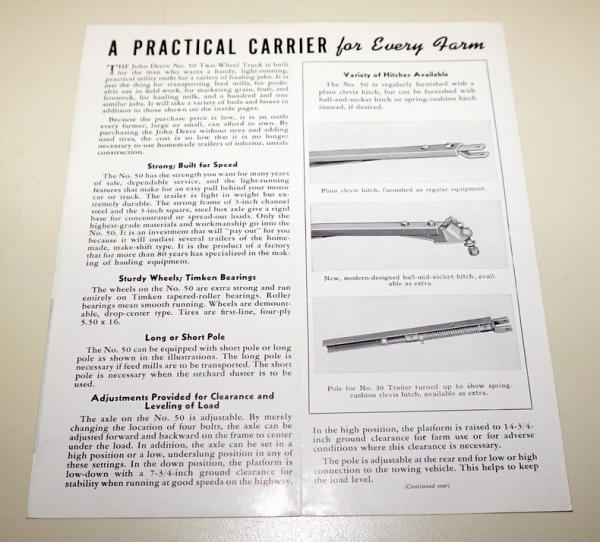 A PRACTICAL CARRIER for Every Farm
THE John Deere No. 50 Two-Wheel Truck is built
for the man who wants a handy, light-running,
practical utility outfit for a variety of hauling jobs. It is
just the thing for transporting feed mills, for profit-
able use in field work, for marketing grain, fruit, and
livestock, for hauling milk, and a hundred and one
similar jobs. It will take a variety of beds and boxes in
addition to those shown on the inside pages.
Because the purchase price is low, it is an outfit
every farmer, large or small, can afford to own. By
purchasing the John Deere without tires and adding
used tires, the cost is so low that it is no longer
necessary to use homemade trailers of inferior, unsafe
construction.
Strong; Built for Speed
The No. 50 has the strength you want for many years
of safe, dependable service, and the light-running
features that make for an easy pull behind your motor
car or truck. The trailer is light in weight but ex-
tremely durable. The strong frame of 3-inch channel
steel and the 3-inch square, steel box axle give a rigid
base for concentrated or spread-out loads. Only the
highest-grade materials and workmanship go into the
No. 50. It is an investment that will "pay out" for you
because it will outlast several trailers of the home-
made, make-shift type. It is the product of a factory
that for more than 80 years has specialized in the mak-
ing of hauling equipment.
Sturdy Wheels; Timken Bearings
The wheels on the No. 50 are extra strong and run
entirely on Timken tapered-roller bearings. Roller
bearings mean smooth running. Wheels are demount-
able, drop-center type. Tires are first-line, four-ply
5.50 x 16.
Long or Short Pole
The No. 50 can be equipped with short pole or long
pole as shown in the illustrations. The long pole is
necessary if feed mills are to be transported. The short
pole is necessary when the orchard duster is to be
used.
Adjustments Provided for Clearance and
Leveling of Load
The axle on the No. 50 is adjustable. By merely
changing the location of four bolts, the axle can be
adjusted forward and backward on the frame to center
under the load. In addition, the axle can be set in a
high position or a low, underslung position in any of
these settings. In the down position, the platform is
low-down with a 7-3/4-inch ground clearance for
stability when running at good speeds on the highway.
Variety of Hitches Available
The No. 50 is regularly furnished with a
plain clevis hitch, but can be furnished with
ball-and-socket hitch or spring-cushion hitch
instead, if desired.
Plain clevis hitch, furnished as regular equipment.
New, modern-designed ball-and-socket hitch, avail-
able as extra.
Pole for No. 50 Trailer turned up to show spring-
cushion clevis hitch, available as extra.
In the high position, the platform is raised to 14-3/4-
inch ground clearance for farm use or for adverse
conditions where this clearance is necessary.
The pole is adjustable at the rear end for low or high
connection to the towing vehicle. This helps to keep
the load level.
(Continued over)